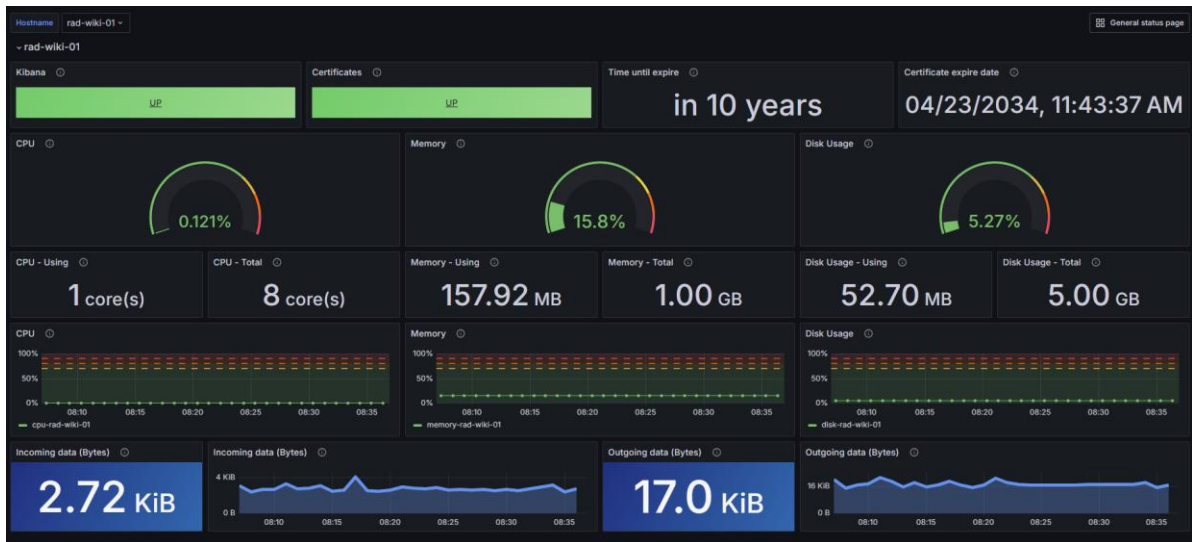 Hostname rad-wiki-01 General status page
rad-wiki-01
Kibana Certificates Time until expire Certificate expire date
UP UP in 10 years 04/23/2034, 11:43:37 AM
CPU Memory Disk Usage
0.121% 15.8% 5.27%
CPU - Using CPU - Total Memory - Using Memory - Total Disk Usage - Using Disk Usage - Total
1 core(s) 8 core(s) 157.92 MB 1.00 GB 52.70 MB 5.00 GB
CPU Memory Disk Usage
100% 100% 100%
50% 50% 50%
0% 0% 0%
08:10 08:15 08:20 08:25 08:30 08:35 08:10 08:15 08:20 08:25 08:30 08:35 08:10 08:15 08:20 08:25 08:30 08:35
cpu-rad-wiki-01 memory-rad-wiki-01 disk-rad-wiki-01
Incoming data (Bytes) Incoming data (Bytes) Outgoing data (Bytes) Outgoing data (Bytes)
2.72 KiB 4 KiB 17.0 KiB 16 KiB
0 B 0 B
08:10 08:15 08:20 08:25 08:30 08:35 08:10 08:15 08:20 08:25 08:30 08:35